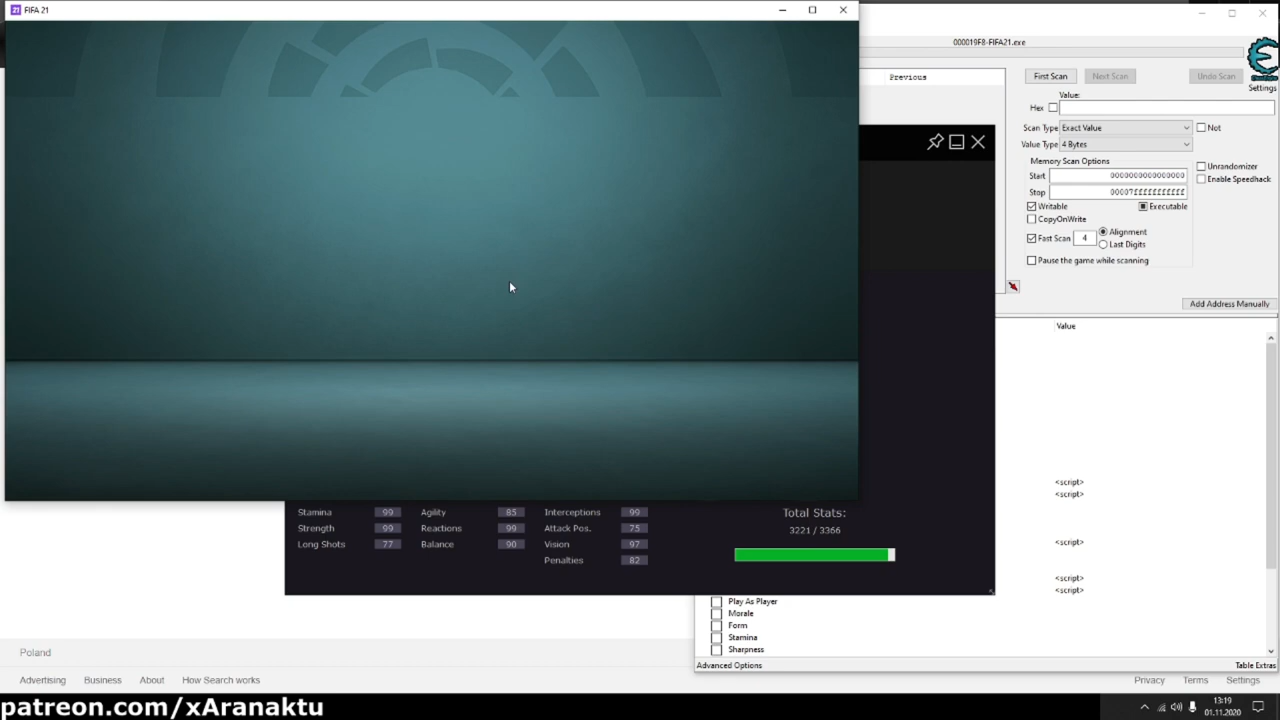 21 FIFA 21
000019F8-FIFA21.exe
Previous
First Scan Next Scan Undo Scan
Settings
Value:
Hex
Scan Type Exact Value Not
Value Type 4 Bytes
Memory Scan Options
Start 0000000000000000
Stop 00007fffffffffff
Unrandomizer
Enable Speedhack
Writable Executable
CopyOnWrite
Fast Scan 4 Alignment
Last Digits
Pause the game while scanning
Add Address Manually
Value
<script>
<script>
<script>
<script>
<script>
Stamina 99 Agility 85 Interceptions 99
Strength 99 Reactions 99 Attack Pos. 75
Long Shots 77 Balance 90 Vision 97
Penalties 82
Total Stats:
3221 / 3366
Play As Player
Morale
Form
Stamina
Sharpness
Advanced Options Table Extras
Poland
Advertising Business About How Search works Privacy Terms Settings
patreon.com/xAranaktu
13:19
01.11.2020